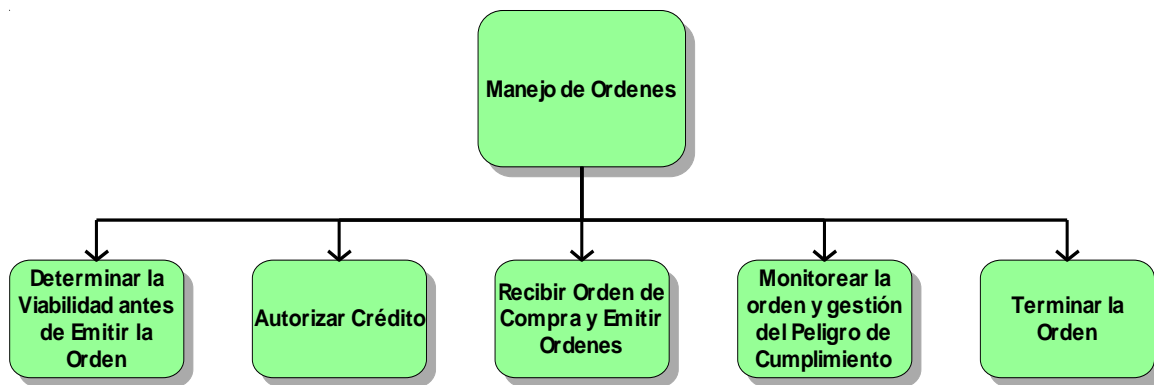 Manejo de Ordenes
Determinar la
Viabilidad antes
de Emitir la
Orden
Autorizar Crédito
Recibir Orden de
Compra y Emitir
Ordenes
Monitorear la
orden y gestión
del Peligro de
Cumplimiento
Terminar la
Orden